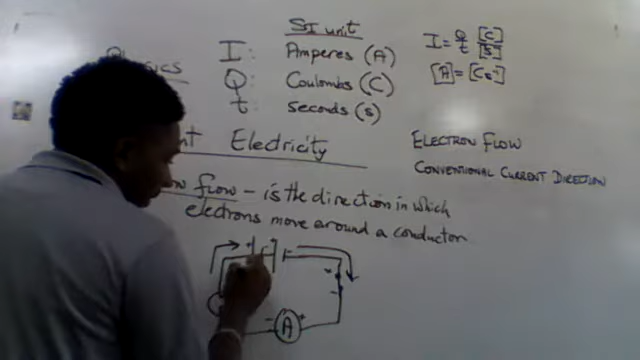 SI unit
Physics I: Amperes (A)
Q: Coulombs (C)
t: seconds (s)
I = Q/t [C]/[S]
[A] = [Cs⁻¹]
Electricity
ELECTRON FLOW
CONVENTIONAL CURRENT DIRECTION
flow - is the direction in which
electrons move around a conductor
A